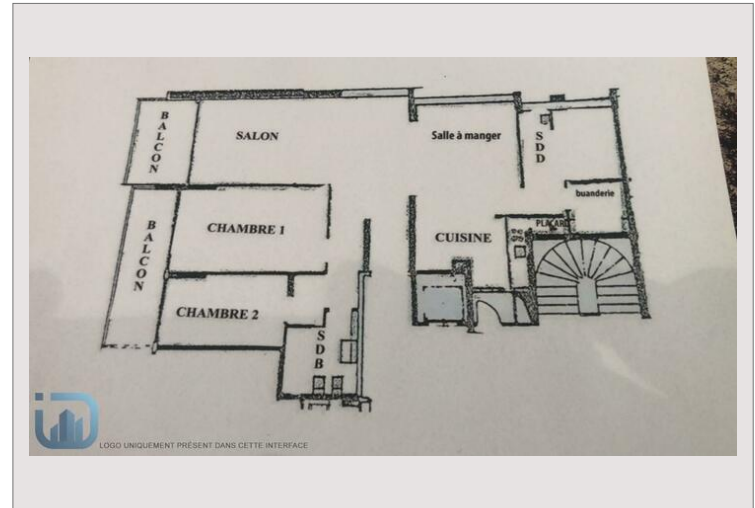 BALCON
SALON
Salle à manger
SDD
buanderie
PLACARD
BALCON
CHAMBRE 1
CUISINE
CHAMBRE 2
SDB
LOGO UNIQUEMENT PRÉSENT DANS CETTE INTERFACE